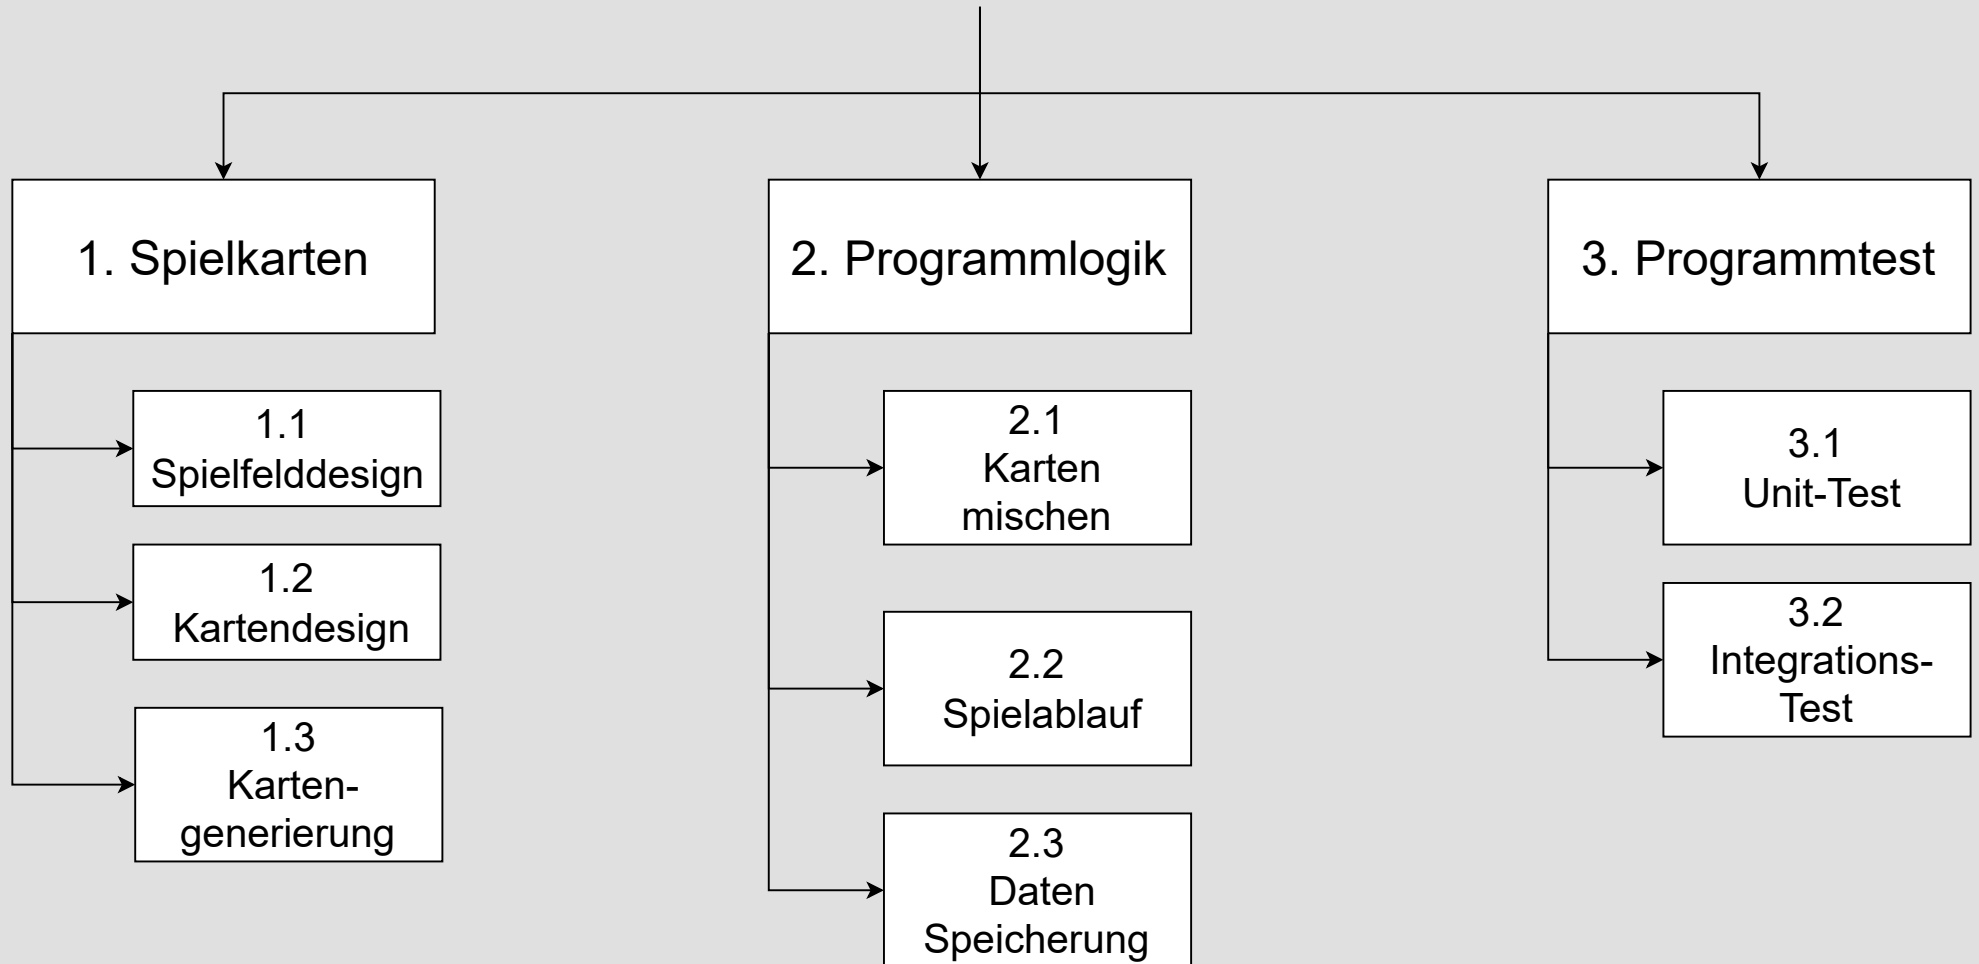 1. Spielkarten
1.1
Spielfelddesign
1.2
Kartendesign
1.3
Karten-
generierung
2. Programmlogik
2.1
Karten
mischen
2.2
Spielablauf
2.3
Daten
Speicherung
3. Programmtest
3.1
Unit-Test
3.2
Integrations-
Test